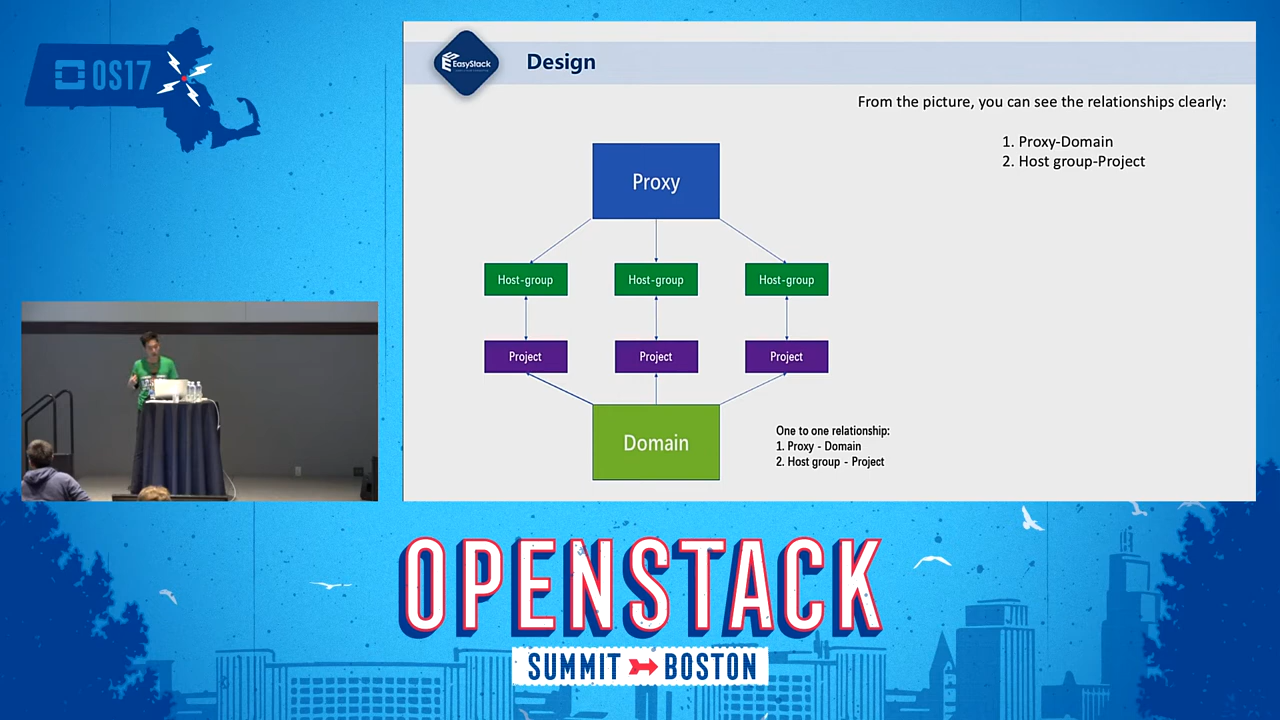 OS17
EasyStack
Design
From the picture, you can see the relationships clearly:
1. Proxy-Domain
2. Host group-Project
Proxy
Host-group
Host-group
Host-group
Project
Project
Project
Domain
One to one relationship:
1. Proxy - Domain
2. Host group - Project
OPENSTACK
SUMMIT BOSTON